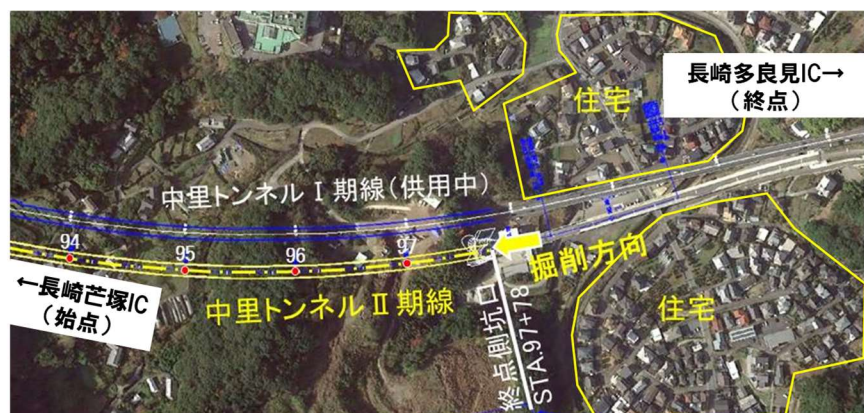 長崎多良見IC→
（終点）
住宅
中里トンネルⅠ期線（供用中）
94
95
96
97
掘削方向
←長崎芒塚IC
（始点）
中里トンネルⅡ期線
終点側坑口
STA.97+78
住宅